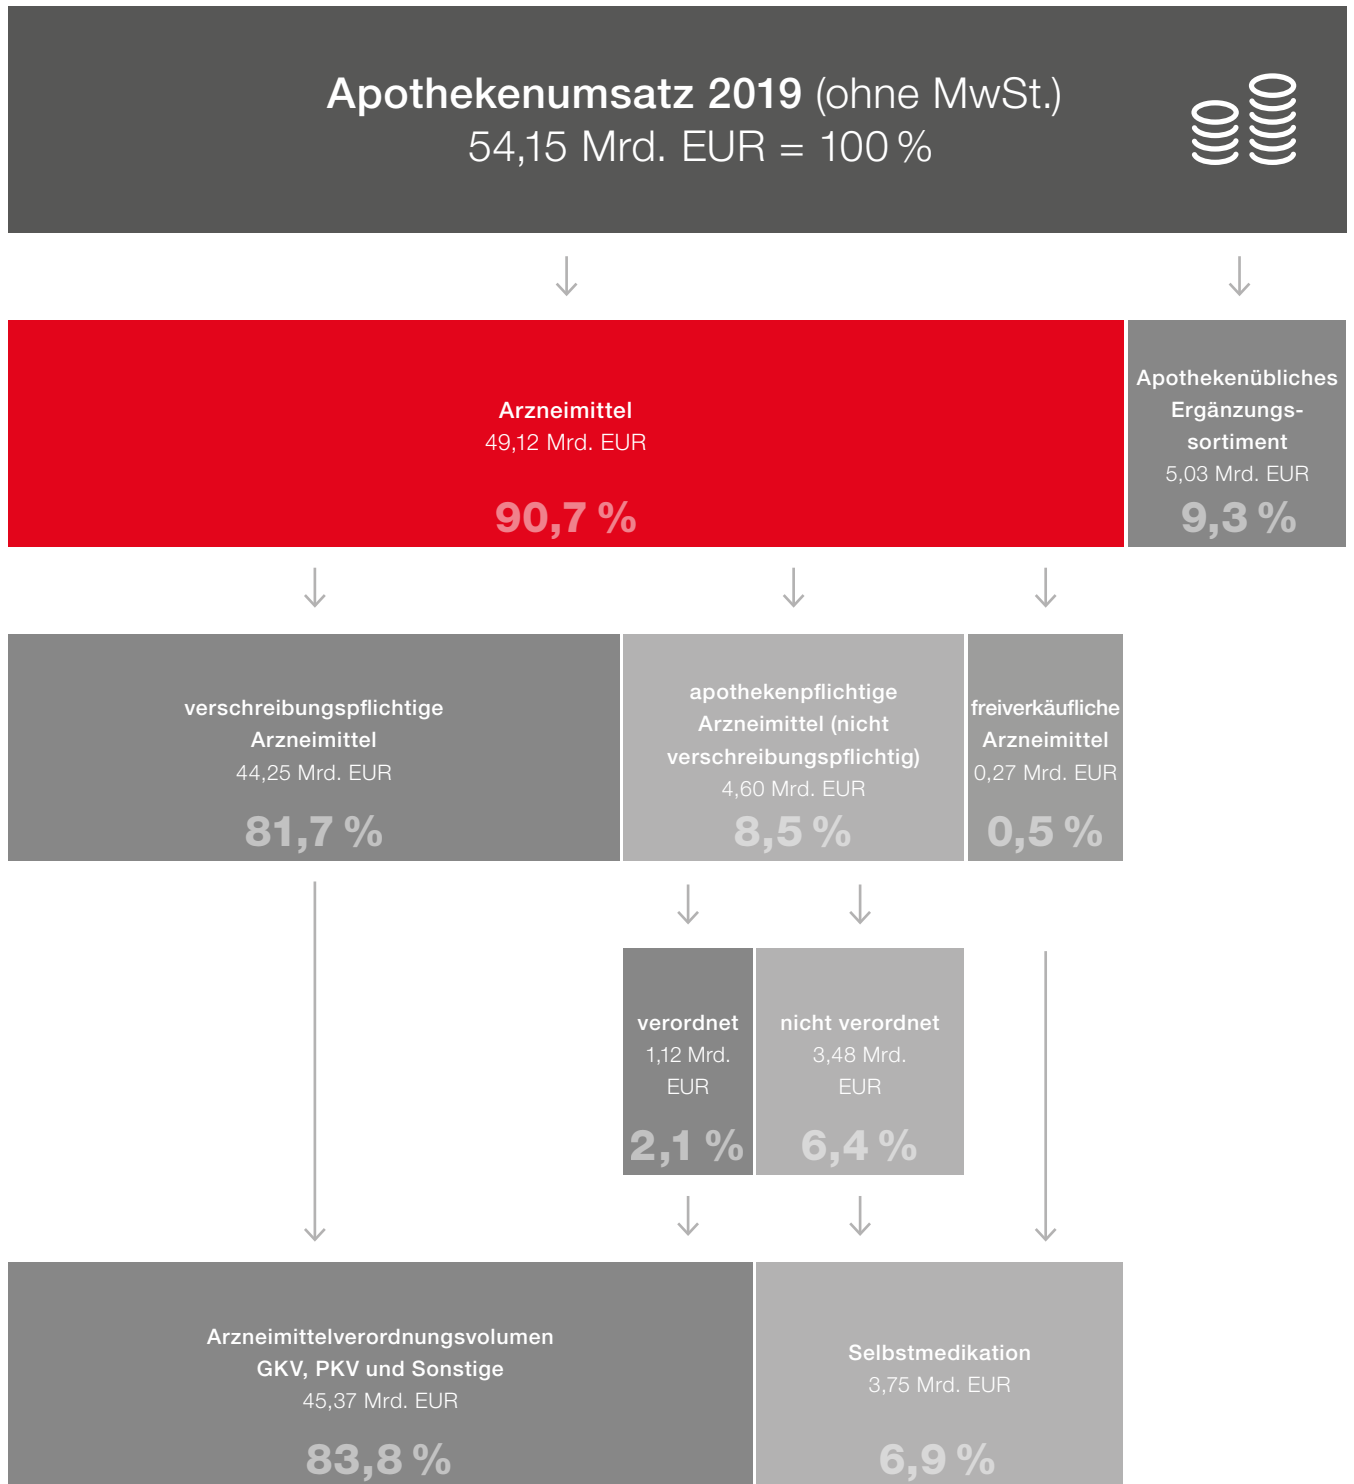 Apothekenumsatz 2019 (ohne MwSt.)
54,15 Mrd. EUR = 100 %
Arzneimittel
49,12 Mrd. EUR
90,7 %
Apothekenübliches
Ergänzungs-
sortiment
5,03 Mrd. EUR
9,3 %
verschreibungspflichtige
Arzneimittel
44,25 Mrd. EUR
81,7 %
apothekenpflichtige
Arzneimittel (nicht
verschreibungspflichtig)
4,60 Mrd. EUR
8,5 %
freiverkäufliche
Arzneimittel
0,27 Mrd. EUR
0,5 %
verordnet
1,12 Mrd.
EUR
2,1 %
nicht verordnet
3,48 Mrd.
EUR
6,4 %
Arzneimittelverordnungsvolumen
GKV, PKV und Sonstige
45,37 Mrd. EUR
83,8 %
Selbstmedikation
3,75 Mrd. EUR
6,9 %